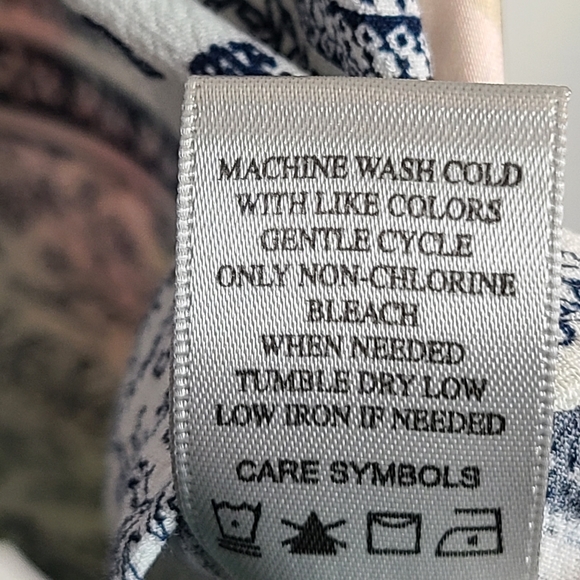 MACHINE WASH COLD
WITH LIKE COLORS
GENTLE CYCLE
ONLY NON-CHLORINE
BLEACH
WHEN NEEDED
TUMBLE DRY LOW
LOW IRON IF NEEDED
CARE SYMBOLS